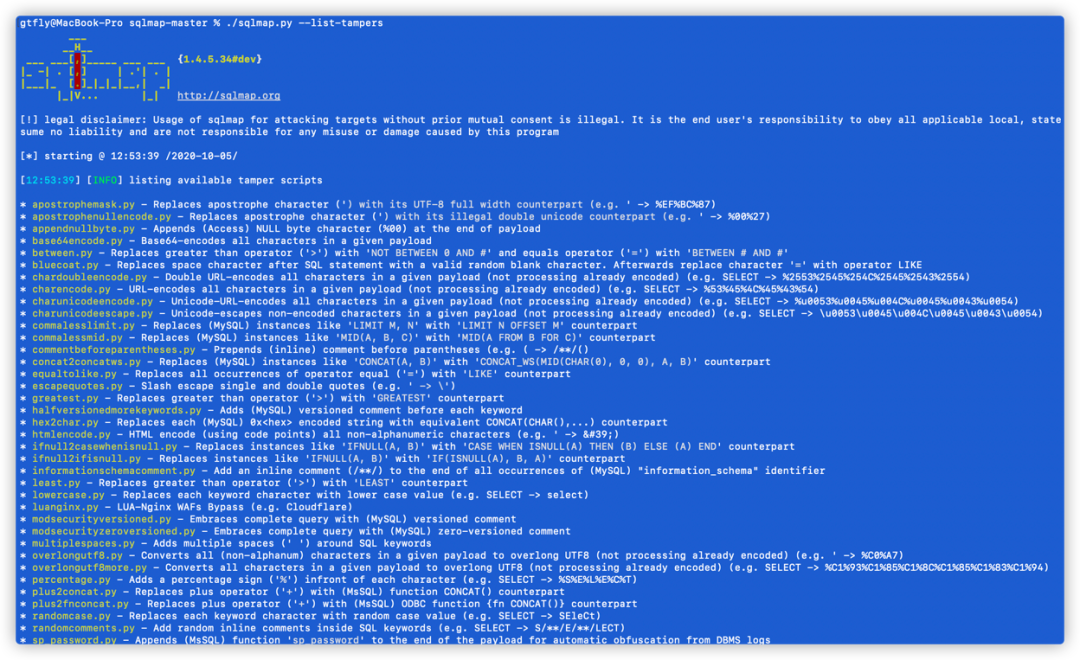 gtfly@MacBook-Pro sqlmap-master % ./sqlmap.py --list-tampers
{1.4.5.34#dev}
http://sqlmap.org
[!] legal disclaimer: Usage of sqlmap for attacking targets without prior mutual consent is illegal. It is the end user's responsibility to obey all applicable local, state
sume no liability and are not responsible for any misuse or damage caused by this program
[*] starting @ 12:53:39 /2020-10-05/
[12:53:39] [INFO] listing available tamper scripts
* apostrophemask.py - Replaces apostrophe character (') with its UTF-8 full width counterpart (e.g. ' -> %EF%BC%87)
* apostrophenullencode.py - Replaces apostrophe character (') with its illegal double unicode counterpart (e.g. ' -> %00%27)
* appendnullbyte.py - Appends (Access) NULL byte character (%00) at the end of payload
* base64encode.py - Base64-encodes all characters in a given payload
* between.py - Replaces greater than operator ('>') with 'NOT BETWEEN 0 AND #' and equals operator ('=') with 'BETWEEN # AND #'
* bluecoat.py - Replaces space character after SQL statement with a valid random blank character. Afterwards replace character '=' with operator LIKE
* chardoubleencode.py - Double URL-encodes all characters in a given payload (not processing already encoded) (e.g. SELECT -> %2553%2545%254C%2545%2543%2554)
* charencode.py - URL-encodes all characters in a given payload (not processing already encoded) (e.g. SELECT -> %53%45%4C%45%43%54)
* charunicodeencode.py - Unicode-URL-encodes all characters in a given payload (not processing already encoded) (e.g. SELECT -> %u0053%u0045%u004C%u0045%u0043%u0054)
* charunicodeescape.py - Unicode-escapes non-encoded characters in a given payload (not processing already encoded) (e.g. SELECT -> \u0053\u0045\u004C\u0045\u0043\u0054)
* commalesslimit.py - Replaces (MySQL) instances like 'LIMIT M, N' with 'LIMIT N OFFSET M' counterpart
* commalessmid.py - Replaces (MySQL) instances like 'MID(A, B, C)' with 'MID(A FROM B FOR C)' counterpart
* commentbeforeparentheses.py - Prepends (inline) comment before parentheses (e.g. ( -> /**/()
* concat2concatws.py - Replaces (MySQL) instances like 'CONCAT(A, B)' with 'CONCAT_WS(MID(CHAR(0), 0, 0), A, B)' counterpart
* equaltolike.py - Replaces all occurrences of operator equal ('=') with 'LIKE' counterpart
* escapequotes.py - Slash escape single and double quotes (e.g. ' -> \')
* greatest.py - Replaces greater than operator ('>') with 'GREATEST' counterpart
* halfversionedmorekeywords.py - Adds (MySQL) versioned comment before each keyword
* hex2char.py - Replaces each (MySQL) 0x<hex> encoded string with equivalent CONCAT(CHAR(),...) counterpart
* htmlencode.py - HTML encode (using code points) all non-alphanumeric characters (e.g. ' -> &#39;)
* ifnull2casewhenisnull.py - Replaces instances like 'IFNULL(A, B)' with 'CASE WHEN ISNULL(A) THEN (B) ELSE (A) END' counterpart
* ifnull2ifisnull.py - Replaces instances like 'IFNULL(A, B)' with 'IF(ISNULL(A), B, A)' counterpart
* informationschemacomment.py - Add an inline comment (/**/) to the end of all occurrences of (MySQL) "information_schema" identifier
* least.py - Replaces greater than operator ('>') with 'LEAST' counterpart
* lowercase.py - Replaces each keyword character with lower case value (e.g. SELECT -> select)
* luanginx.py - LUA-Nginx WAFs Bypass (e.g. Cloudflare)
* modsecurityversioned.py - Embraces complete query with (MySQL) versioned comment
* modsecurityzeroversioned.py - Embraces complete query with (MySQL) zero-versioned comment
* multiplespaces.py - Adds multiple spaces (' ') around SQL keywords
* overlongutf8.py - Converts all (non-alphanum) characters in a given payload to overlong UTF8 (not processing already encoded) (e.g. ' -> %C0%A7)
* overlongutf8more.py - Converts all characters in a given payload to overlong UTF8 (not processing already encoded) (e.g. SELECT -> %C1%93%C1%85%C1%8C%C1%85%C1%83%C1%94)
* percentage.py - Adds a percentage sign ('%') infront of each character (e.g. SELECT -> %S%E%L%E%C%T)
* plus2concat.py - Replaces plus operator ('+') with (MsSQL) function CONCAT() counterpart
* plus2fnconcat.py - Replaces plus operator ('+') with (MsSQL) ODBC function {fn CONCAT()} counterpart
* randomcase.py - Replaces each keyword character with random case value (e.g. SELECT -> SEleCt)
* randomcomments.py - Add random inline comments inside SQL keywords (e.g. SELECT -> S/**/E/**/LECT)
* sp_password.py - Appends (MsSQL) function 'sp_password' to the end of the payload for automatic obfuscation from DBMS logs